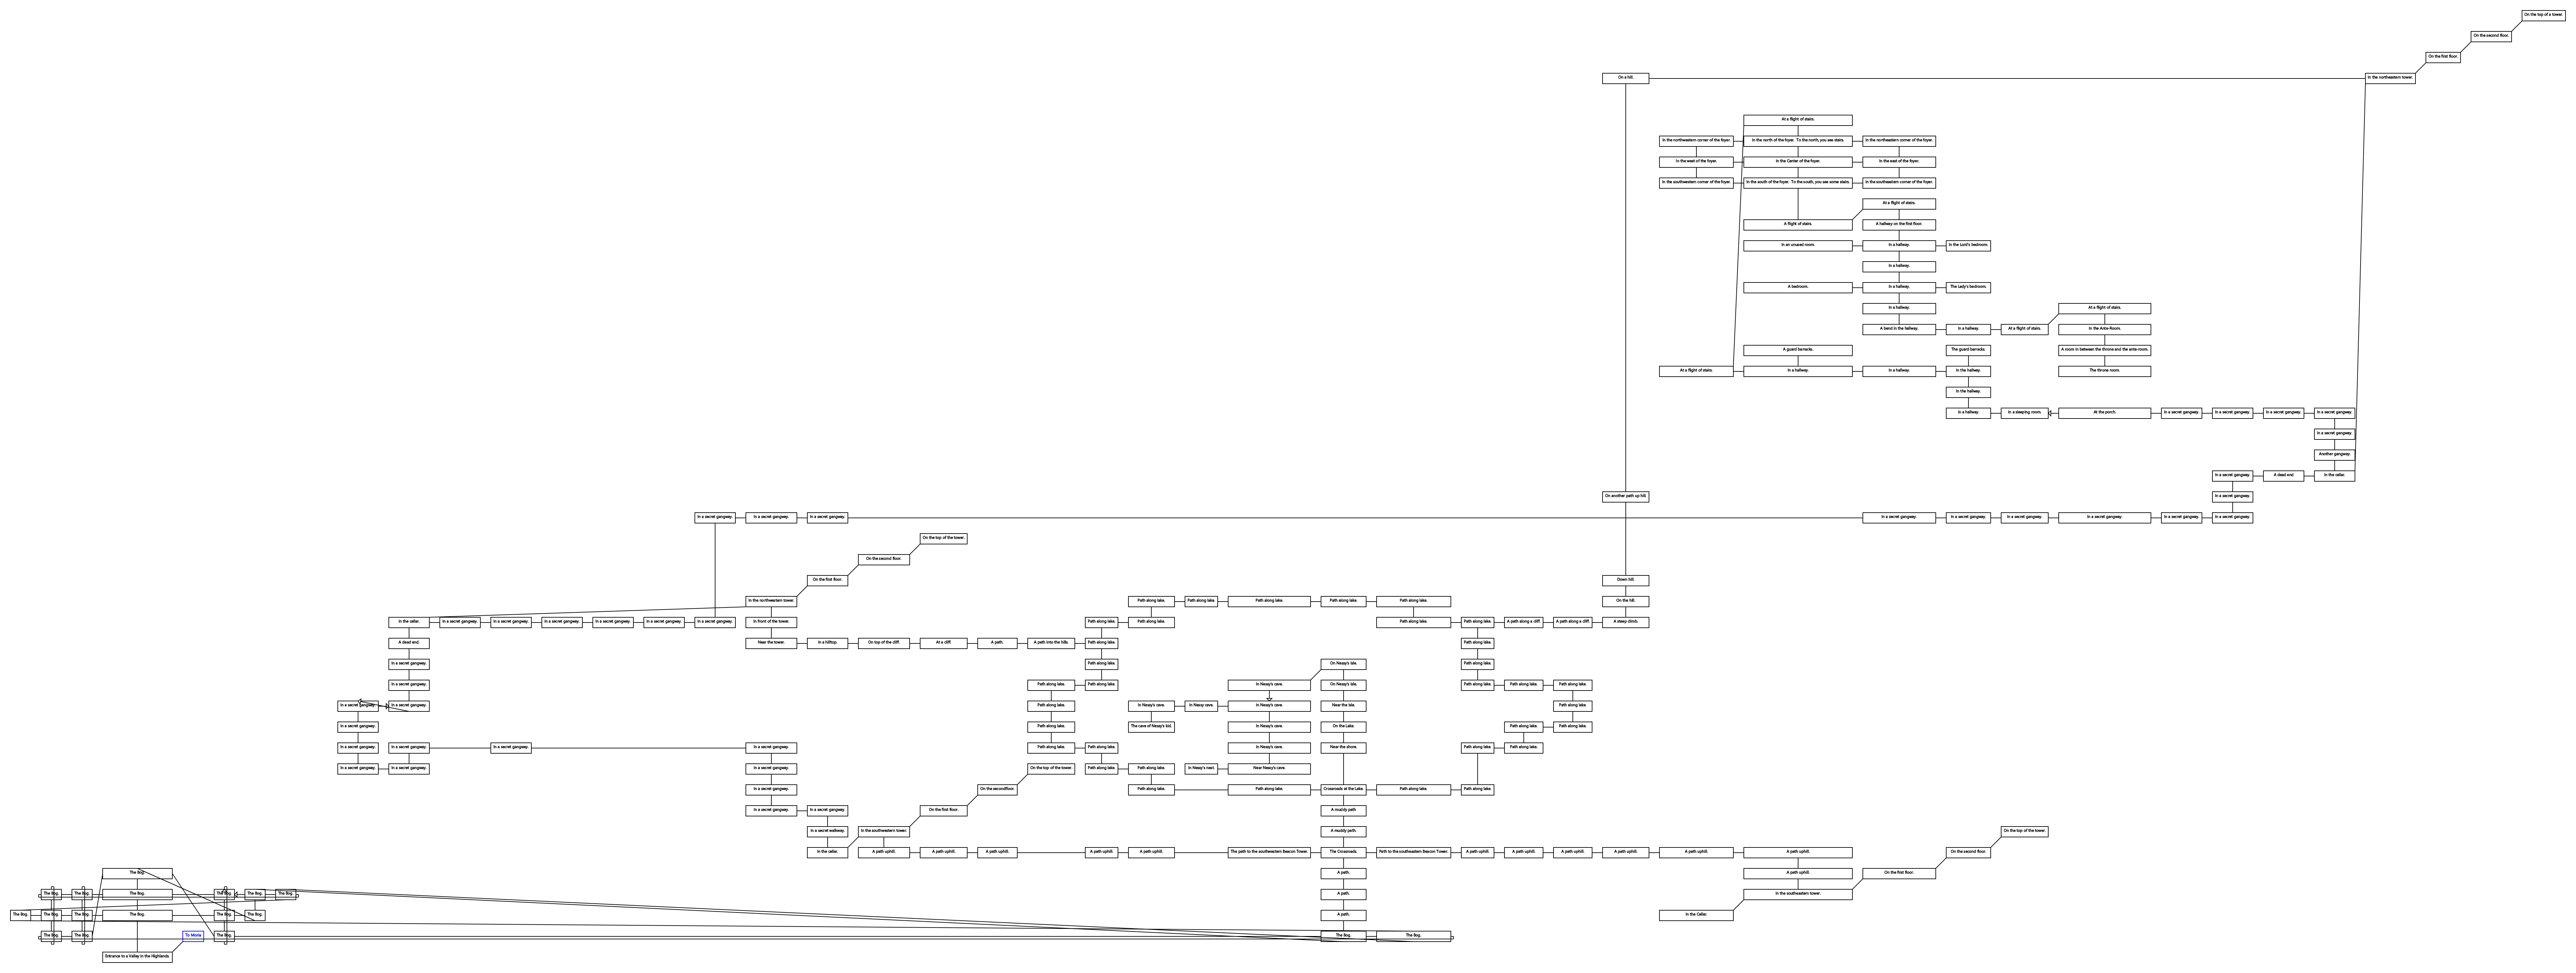 On the top of a tower.
On the second floor.
On the first floor.
On a hill.
In the northeastern tower.
At a flight of stairs.
In the northwestern corner of the foyer.
In the north of the foyer. To the north, you see stairs.
In the northeastern corner of the foyer.
In the west of the foyer.
In the Center of the foyer.
In the east of the foyer.
In the southwestern corner of the foyer.
In the south of the foyer. To the south, you see some stairs.
In the southeastern corner of the foyer.
At a flight of stairs.
A flight of stairs.
A hallway on the first floor.
In an unused room.
In a hallway.
In the Lord's bedroom.
In a hallway.
A bedroom.
In a hallway.
The Lady's bedroom.
In a hallway.
At a flight of stairs.
A bend in the hallway.
In a hallway.
At a flight of stairs.
In the Ante-Room.
A guard barracks.
The guard barracks.
A room in between the throne and the ante-room.
At a flight of stairs.
In a hallway.
In a hallway.
In the hallway.
The throne room.
In the hallway.
In a hallway.
In a sleeping room.
At the porch.
In a secret gangway.
In a secret gangway.
In a secret gangway.
In a secret gangway.
In a secret gangway.
Another gangway.
In a secret gangway.
A dead end
In the cellar.
On another path up hill.
In a secret gangway.
In a secret gangway.
In a secret gangway.
In a secret gangway.
In a secret gangway.
In a secret gangway.
In a secret gangway.
In a secret gangway.
In a secret gangway.
In a secret gangway.
On the top of the tower.
On the second floor.
On the first floor.
Down hill.
In the northwestern tower.
Path along lake.
Path along lake.
Path along lake.
Path along lake.
Path along lake.
On the hill.
In the cellar.
In a secret gangway.
In a secret gangway.
In a secret gangway.
In a secret gangway.
In a secret gangway.
In a secret gangway.
In front of the tower.
Path along lake.
Path along lake.
Path along lake.
Path along lake.
A path along a cliff.
A path along a cliff.
A steep climb.
A dead end.
Near the tower.
In a hilltop.
On top of the cliff.
At a cliff.
A path.
A path into the hills.
Path along lake.
Path along lake.
In a secret gangway.
Path along lake.
On Nessy's Isle.
Path along lake.
In a secret gangway.
Path along lake.
Path along lake.
In Nessy's cave.
On Nessy's Isle.
Path along lake.
Path along lake.
Path along lake.
In a secret gangway.
In a secret gangway.
Path along lake.
In Nessy's cave.
In Nessy cave.
In Nessy's cave.
Near the Isle.
Path along lake.
In a secret gangway.
Path along lake.
The cave of Nessy's kid.
In Nessy's cave.
On the Lake.
Path along lake.
Path along lake.
In a secret gangway.
In a secret gangway.
In a secret gangway.
In a secret gangway.
Path along lake.
Path along lake.
In Nessy's cave.
Near the shore.
Path along lake.
Path along lake.
In a secret gangway.
In a secret gangway.
In a secret gangway.
On the top of the tower.
Path along lake.
Path along lake.
In Nessy's nest.
Near Nessy's cave.
In a secret gangway.
On the secondfloor.
Path along lake.
Path along lake.
Crossroads at the Lake.
Path along lake.
Path along lake.
In a secret gangway.
In a secret gangway.
On the first floor.
A muddy path
In a secret walkway.
In the southwestern tower.
A muddy path.
On the top of the tower.
In the cellar.
A path uphill.
A path uphill.
A path uphill.
A path uphill.
A path uphill.
The path to the southwestern Beacon Tower.
The Crossroads.
Path to the southeastern Beacon Tower.
A path uphill.
A path uphill.
A path uphill.
A path uphill.
A path uphill.
A path uphill.
On the second floor.
The Bog.
A path.
A path uphill.
On the first floor.
The Bog.
The Bog.
The Bog.
The Bog.
The Bog.
The Bog.
A path.
In the southeastern tower.
The Bog.
The Bog.
The Bog.
The Bog.
The Bog.
The Bog.
A path.
In the Cellar.
The Bog.
The Bog.
To Moria
The Bog.
The Bog.
The Bog.
Entrance to a Valley in the Highlands.